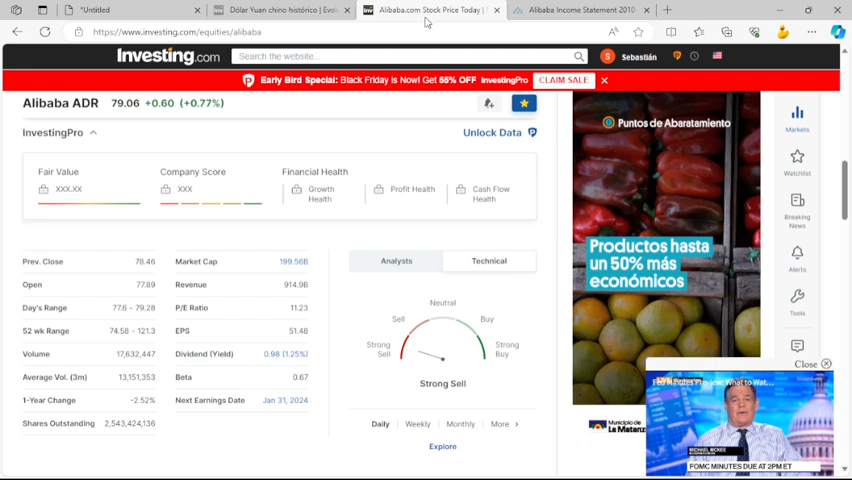 *Untitled
Dólar Yuan chino histórico | Evol
Alibaba.com Stock Price Today |
Alibaba Income Statement 2010-
https://www.investing.com/equities/alibaba
Investing.com
Search the website...
S
Sebastián
Early Bird Special: Black Friday is Now! Get 55% OFF InvestingPro
CLAIM SALE
Alibaba ADR 79.06 +0.60 (+0.77%)
InvestingPro
Unlock Data
Fair Value
XXX.XX
Company Score
XXX
Financial Health
Growth Health
Profit Health
Cash Flow Health
Prev. Close 78.46
Open 77.89
Day's Range 77.6 - 79.28
52 wk Range 74.58 - 121.3
Volume 17,632,447
Average Vol. (3m) 13,151,353
1-Year Change -2.52%
Shares Outstanding 2,543,424,136
Market Cap 199.56B
Revenue 914.9B
P/E Ratio 11.23
EPS 51.48
Dividend (Yield) 0.98 (1.25%)
Beta 0.67
Next Earnings Date Jan 31, 2024
Analysts
Technical
Neutral
Sell
Buy
Strong Sell
Strong Buy
Strong Sell
Daily Weekly Monthly More
Explore
Puntos de Abaratamiento
Productos hasta
un 50% más
económicos
Municipio de
La Matanz
Markets
Watchlist
Breaking
News
Alerts
Tools
Close
Fed Minutes Preview: What to Wat...
MICHAEL MCKEE
FOMC MINUTES DUE AT 2PM ET